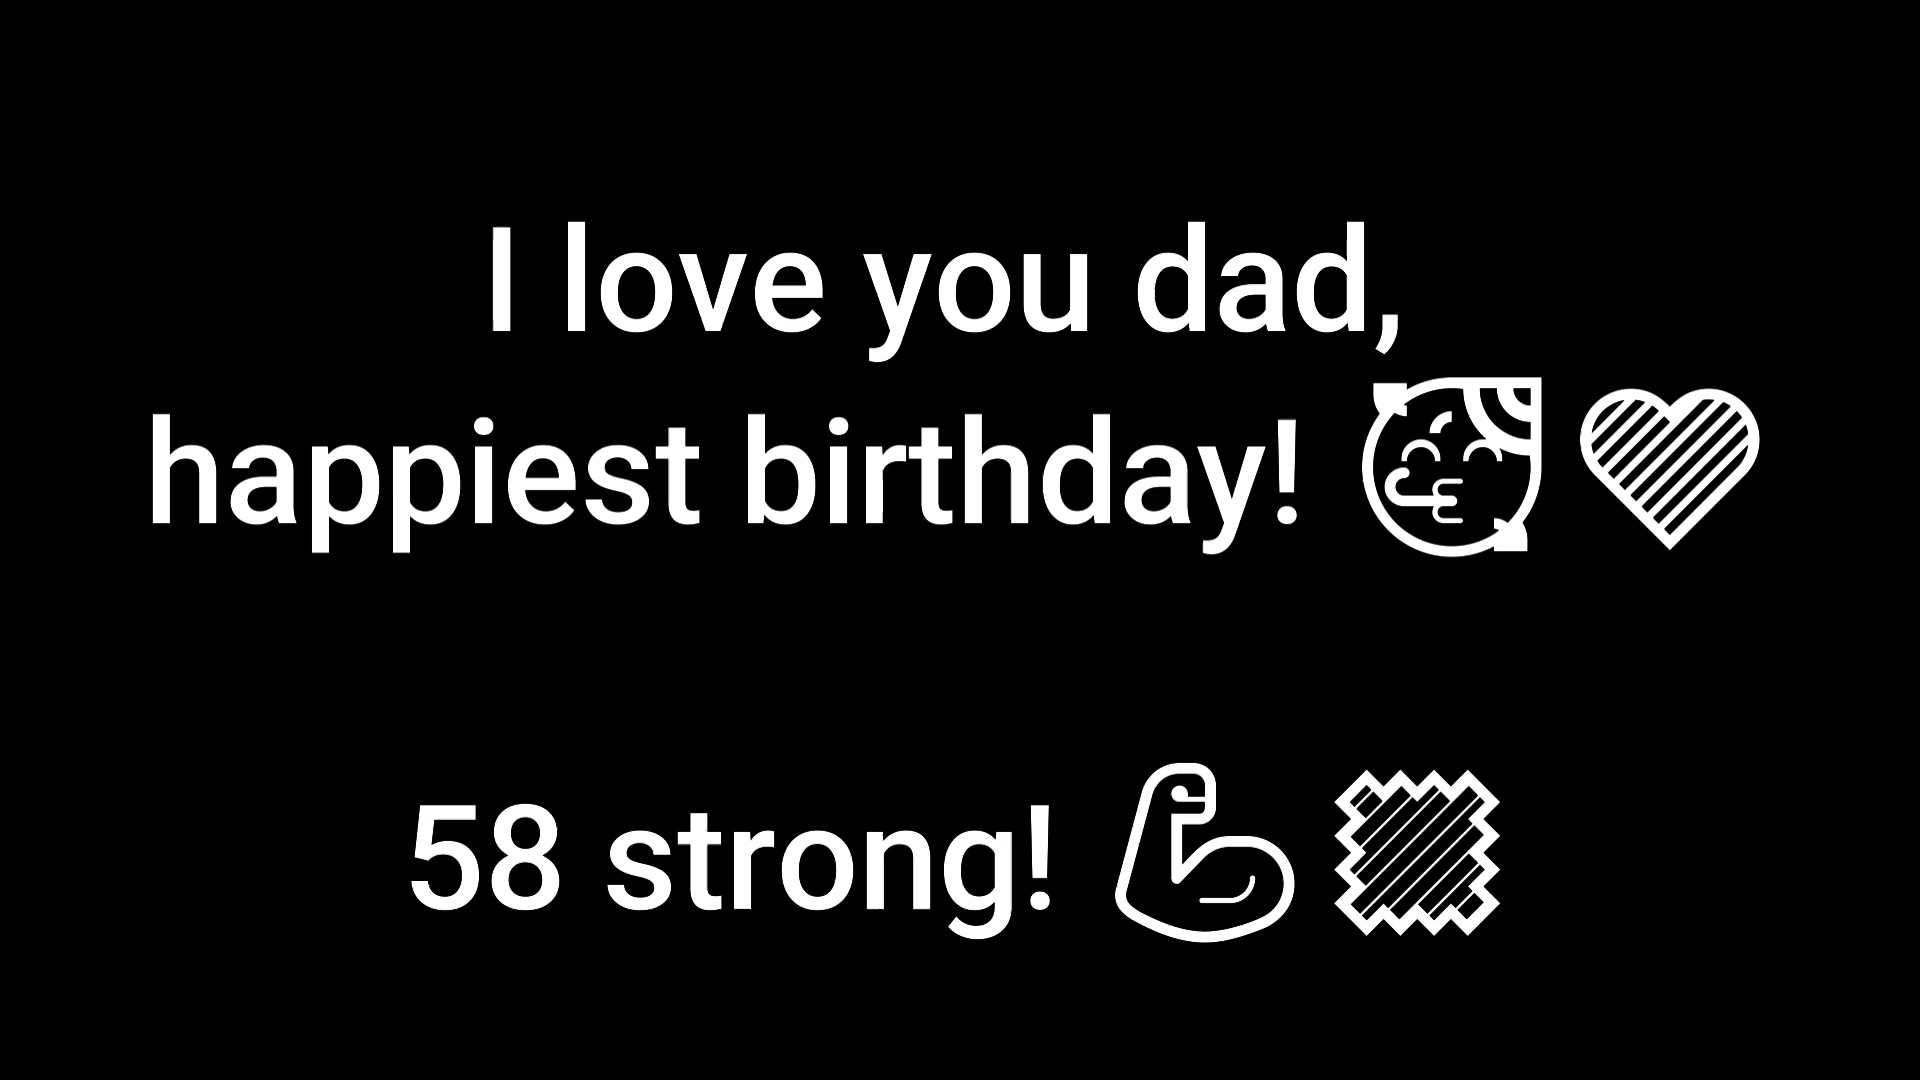 I love you dad,
happiest birthday! 🥳 ❤
58 strong! 💪